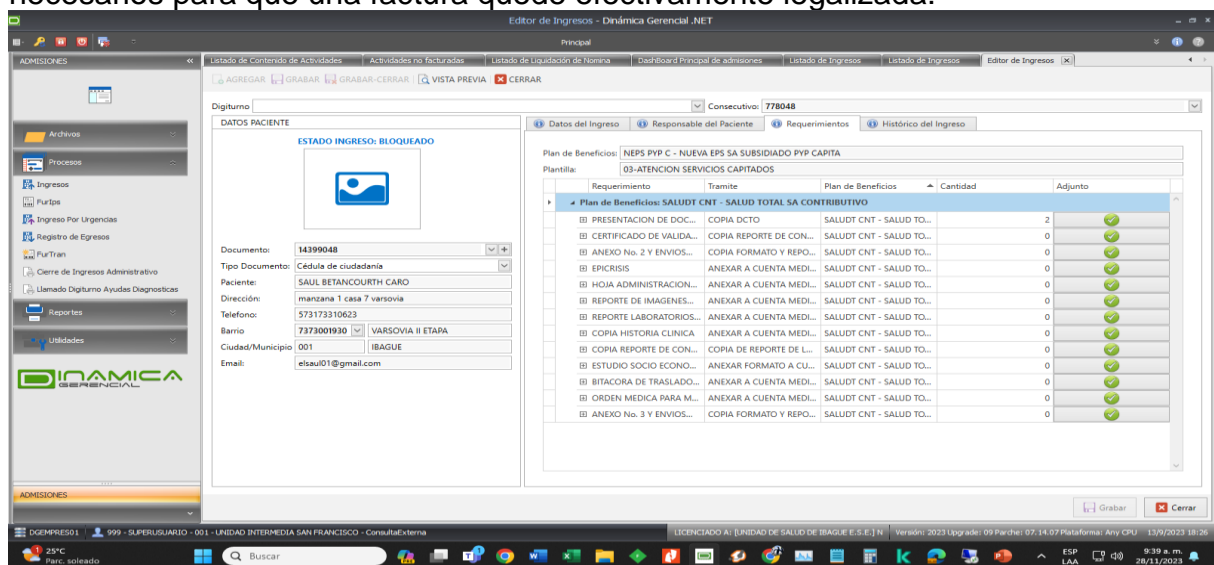 necesarios para que una factura quede efectivamente legalizada.
Editor de Ingresos - Dinámica Gerencial .NET
Principal
ADMISIONES
Listado de Contenido de Actividades
Actividades no facturadas
Listado de Liquidación de Nomina
DashBoard Principal de admisiones
Listado de Ingresos
Listado de Ingresos
Editor de Ingresos
AGREGAR
GRABAR
GRABAR-CERRAR
VISTA PREVIA
CERRAR
Digiturno
Consecutivo: 778048
Archivos
Procesos
Ingresos
FurIps
Ingreso Por Urgencias
Registro de Egresos
FurTran
Cierre de Ingresos Administrativo
Llamado Digiturno Ayudas Diagnosticas
Reportes
Utilidades
DINAMICA
GERENCIAL
ADMISIONES
DATOS PACIENTE
ESTADO INGRESO: BLOQUEADO
Documento: 14399048
Tipo Documento: Cédula de ciudadanía
Paciente: SAUL BETANCOURTH CARO
Dirección: manzana 1 casa 7 varsovia
Telefono: 573173310623
Barrio 7373001930 VARSOVIA II ETAPA
Ciudad/Municipio 001 IBAGUE
Email: elsaul01@gmail.com
Datos del Ingreso
Responsable del Paciente
Requerimientos
Histórico del Ingreso
Plan de Beneficios: NEPS PYP C - NUEVA EPS SA SUBSIDIADO PYP CAPITA
Plantilla: 03-ATENCION SERVICIOS CAPITADOS
Requerimiento Tramite Plan de Beneficios Cantidad Adjunto
Plan de Beneficios: SALUDT CNT - SALUD TOTAL SA CONTRIBUTIVO
PRESENTACION DE DOC... COPIA DCTO SALUDT CNT - SALUD TO... 2
CERTIFICADO DE VALIDA... COPIA REPORTE DE CON... SALUDT CNT - SALUD TO... 0
ANEXO No. 2 Y ENVIOS... COPIA FORMATO Y REPO... SALUDT CNT - SALUD TO... 0
EPICRISIS ANEXAR A CUENTA MEDI... SALUDT CNT - SALUD TO... 0
HOJA ADMINISTRACION... ANEXAR A CUENTA MEDI... SALUDT CNT - SALUD TO... 0
REPORTE DE IMAGENES... ANEXAR A CUENTA MEDI... SALUDT CNT - SALUD TO... 0
REPORTE LABORATORIOS... ANEXAR A CUENTA MEDI... SALUDT CNT - SALUD TO... 0
COPIA HISTORIA CLINICA ANEXAR A CUENTA MEDI... SALUDT CNT - SALUD TO... 0
COPIA REPORTE DE CON... COPIA DE REPORTE DE L... SALUDT CNT - SALUD TO... 0
ESTUDIO SOCIO ECONO... ANEXAR FORMATO A CU... SALUDT CNT - SALUD TO... 0
BITACORA DE TRASLADO... ANEXAR A CUENTA MEDI... SALUDT CNT - SALUD TO... 0
ORDEN MEDICA PARA M... ANEXAR A CUENTA MEDI... SALUDT CNT - SALUD TO... 0
ANEXO No. 3 Y ENVIOS... COPIA FORMATO Y REPO... SALUDT CNT - SALUD TO... 0
Grabar
Cerrar
DGEMPRES01 999 - SUPERUSUARIO - 001 - UNIDAD INTERMEDIA SAN FRANCISCO - ConsultaExterna LICENCIADO A: [UNIDAD DE SALUD DE IBAGUE E.S.E.] N Versión: 2023 Upgrade: 09 Parche: 07.14.07 Plataforma: Any CPU 13/9/2023 18:26
25°C
Parc. soleado
Buscar
ESP
LAA
9:39 a. m.
28/11/2023